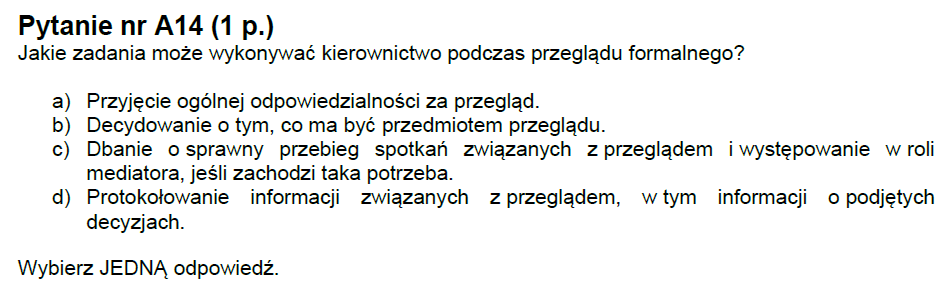 Pytanie nr A14 (1 p.)
Jakie zadania może wykonywać kierownictwo podczas przeglądu formalnego?
a) Przyjęcie ogólnej odpowiedzialności za przegląd.
b) Decydowanie o tym, co ma być przedmiotem przeglądu.
c) Dbanie o sprawny przebieg spotkań związanych z przeglądem i występowanie w roli
mediatora, jeśli zachodzi taka potrzeba.
d) Protokołowanie informacji związanych z przeglądem, w tym informacji o podjętych
decyzjach.
Wybierz JEDNĄ odpowiedź.